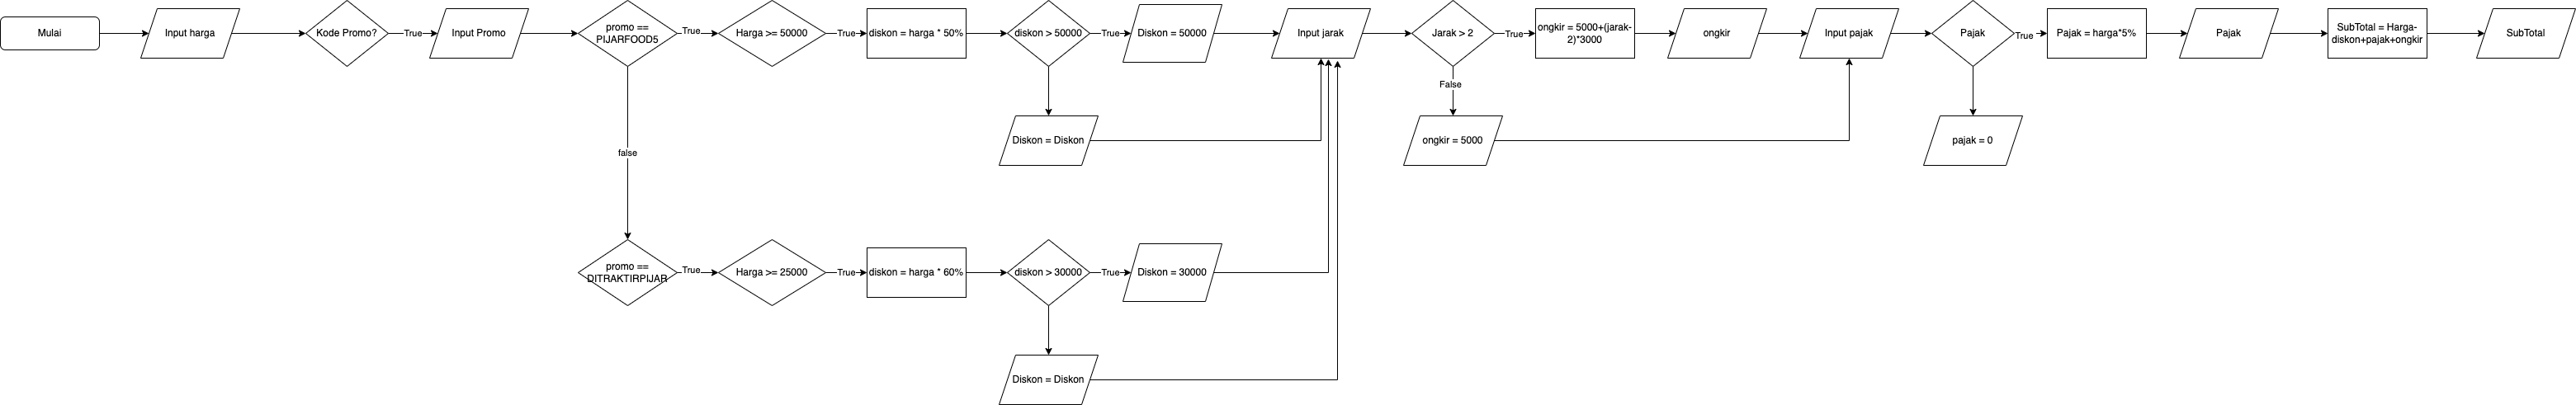 Mulai
Input harga
Kode Promo?
True
Input Promo
promo ==
PIJARFOOD5
True
Harga >= 50000
True
diskon = harga * 50%
diskon > 50000
True
Diskon = 50000
Input jarak
Jarak > 2
True
ongkir = 5000+(jarak-
2)*3000
ongkir
Input pajak
Pajak
True
Pajak = harga*5%
Pajak
SubTotal = Harga-
diskon+pajak+ongkir
SubTotal
False
Diskon = Diskon
ongkir = 5000
pajak = 0
false
promo ==
DITRAKTIRPIJAR
True
Harga >= 25000
True
diskon = harga * 60%
diskon > 30000
True
Diskon = 30000
Diskon = Diskon